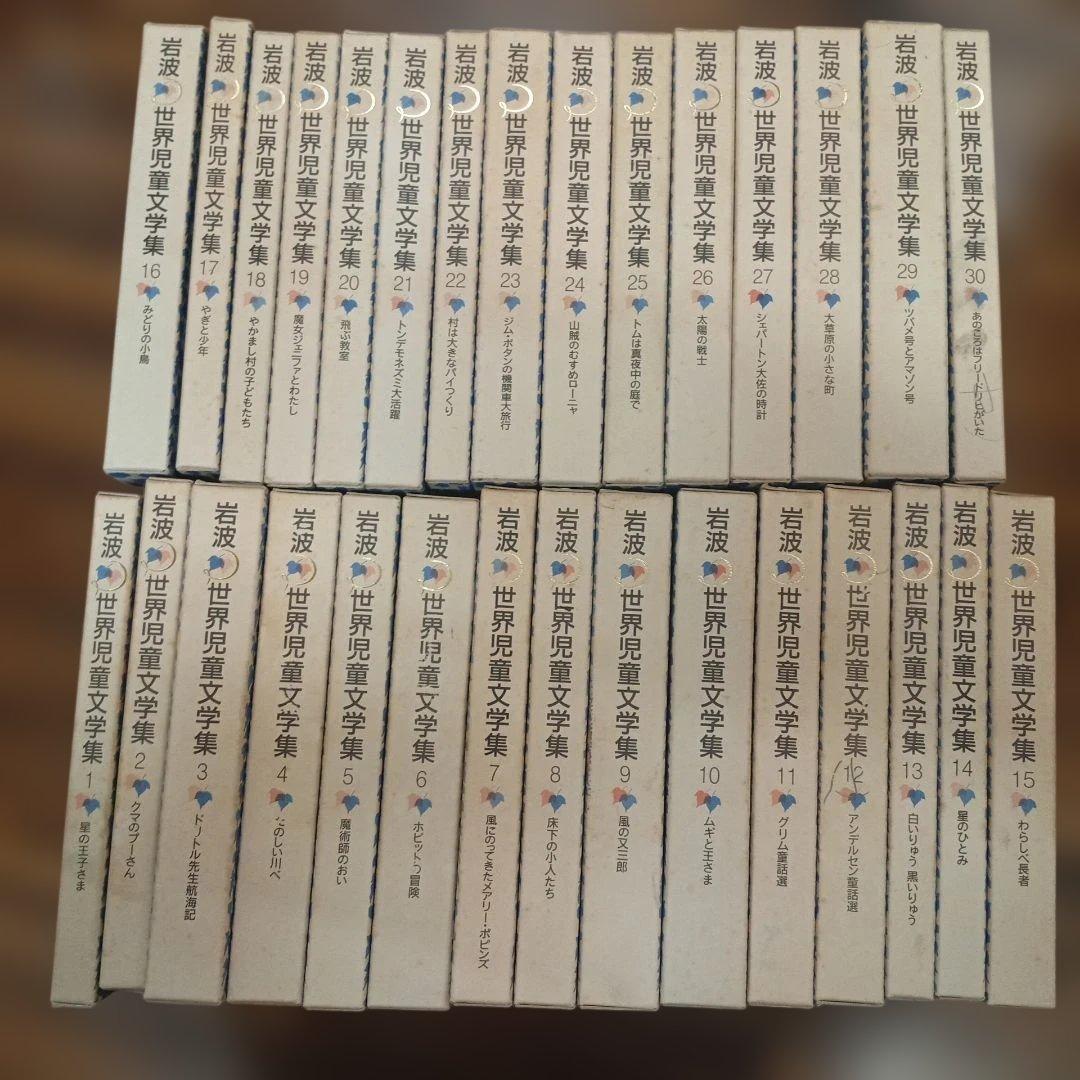 岩波 世界児童文学集 16 みどりの小鳥
岩波 世界児童文学集 17 やぎと少年
岩波 世界児童文学集 18 やかまし村の子どもたち
岩波 世界児童文学集 19 魔女ジェニファとわたし
岩波 世界児童文学集 20 飛ぶ教室
岩波 世界児童文学集 21 トンデモネズミ大活躍
岩波 世界児童文学集 22 村は大きなパイつくり
岩波 世界児童文学集 23 ジム・ボタンの機関車大旅行
岩波 世界児童文学集 24 山賊のむすめローニャ
岩波 世界児童文学集 25 トムは真夜中の庭で
岩波 世界児童文学集 26 太陽の戦士
岩波 世界児童文学集 27 シェパートン大佐の時計
岩波 世界児童文学集 28 大草原の小さな町
岩波 世界児童文学集 29 ツバメ号とアマゾン号
岩波 世界児童文学集 30 あのころはフリードリヒがいた
岩波 世界児童文学集 1 星の王子さま
岩波 世界児童文学集 2 クマのプーさん
岩波 世界児童文学集 3 ドリトル先生航海記
岩波 世界児童文学集 4 たのしい川べ
岩波 世界児童文学集 5 魔術師のおい
岩波 世界児童文学集 6 ホビットの冒険
岩波 世界児童文学集 7 風にのってきたメアリー・ポピンズ
岩波 世界児童文学集 8 床下の小人たち
岩波 世界児童文学集 9 風の又三郎
岩波 世界児童文学集 10 ムギと王さま
岩波 世界児童文学集 11 グリム童話選
岩波 世界児童文学集 12 アンデルセン童話選
岩波 世界児童文学集 13 白いりゅう 黒いりゅう
岩波 世界児童文学集 14 星のひとみ
岩波 世界児童文学集 15 わらしべ長者